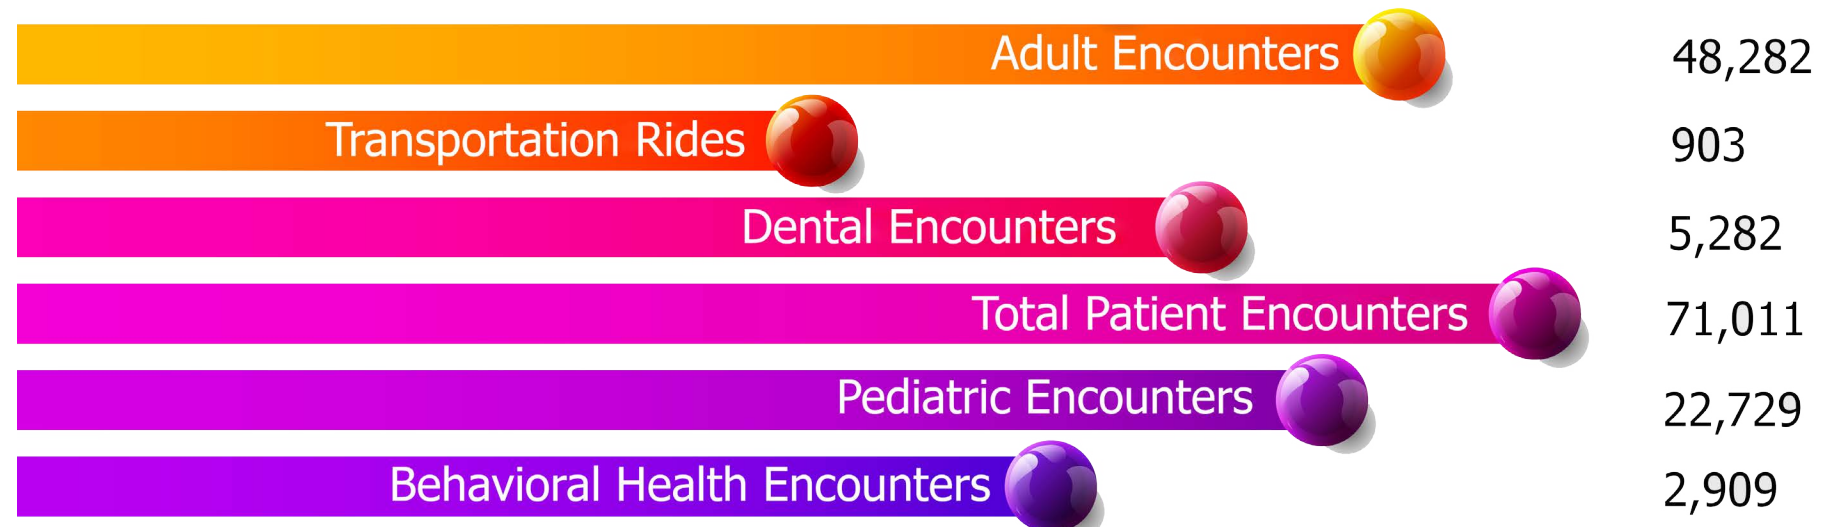 Adult Encounters 48,282
Transportation Rides 903
Dental Encounters 5,282
Total Patient Encounters 71,011
Pediatric Encounters 22,729
Behavioral Health Encounters 2,909